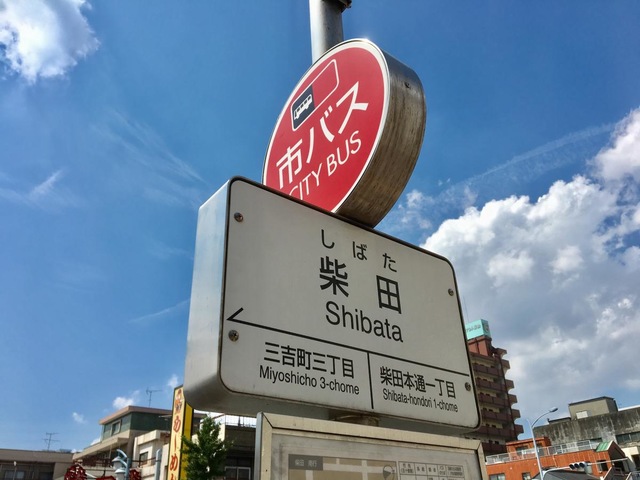 市バス
CITY BUS
しばた
柴田
Shibata
三吉町三丁目
Miyoshicho 3-chome
柴田本通一丁目
Shibata-hondori 1-chome